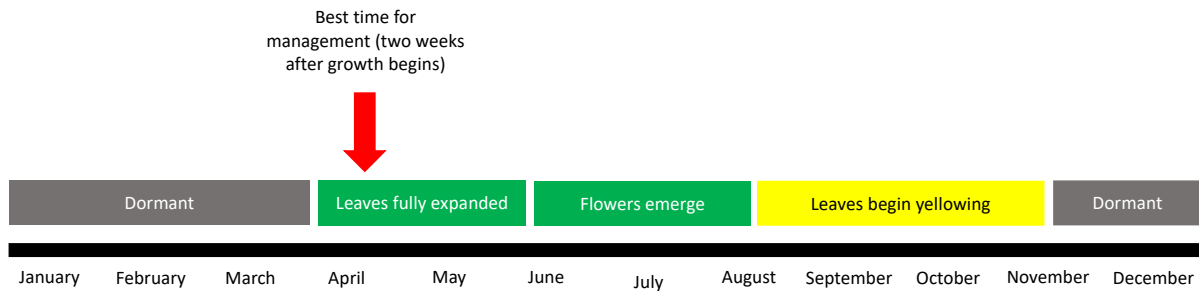 Best time for
management (two weeks
after growth begins)
Dormant
Leaves fully expanded
Flowers emerge
Leaves begin yellowing
Dormant
January
February
March
April
May
June
July
August
September
October
November
December